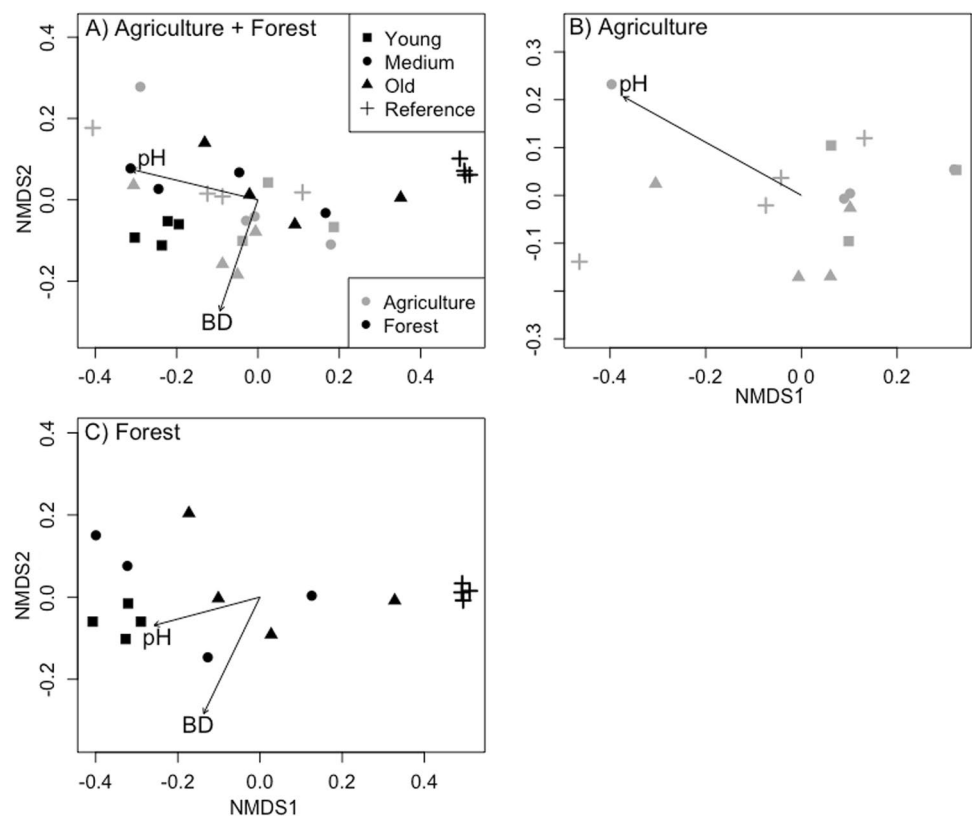 A) Agriculture + Forest
Young
Medium
Old
Reference
pH
BD
Agriculture
Forest
NMDS2
0.4
0.2
0.0
-0.2
-0.4 -0.2 0.0 0.2 0.4
B) Agriculture
pH
0.3
0.1
0.0
-0.1
-0.3
-0.4 -0.2 0.0 0.2
NMDS1
C) Forest
pH
BD
NMDS2
0.4
0.2
0.0
-0.2
-0.4 -0.2 0.0 0.2 0.4
NMDS1